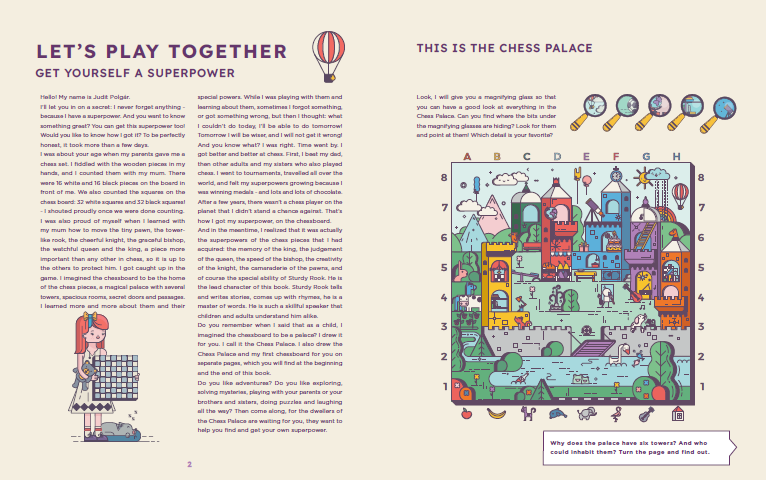 LET'S PLAY TOGETHER
GET YOURSELF A SUPERPOWER
Hello! My name is Judit Polgár.
I'll let you in on a secret: I never forget anything -
because I have a superpower. And you want to know
something great? You can get this superpower too!
Would you like to know how I got it? To be perfectly
honest, it took more than a few days.
I was about your age when my parents gave me a
chess set. I fiddled with the wooden pieces in my
hands, and I counted them with my mum. There
were 16 white and 16 black pieces on the board in
front of me. We also counted the squares on the
chess board: 32 white squares and 32 black squares!
- I shouted proudly once we were done counting.
I was also proud of myself when I learned with
my mum how to move the tiny pawn, the tower-
like rook, the cheerful knight, the graceful bishop,
the watchful queen and the king, a piece more
important than any other in chess, so it is up to
the others to protect him. I got caught up in the
game. I imagined the chessboard to be the home
of the chess pieces, a magical palace with several
towers, spacious rooms, secret doors and passages.
I learned more and more about them and their
special powers. While I was playing with them and
learning about them, sometimes I forgot something,
or got something wrong, but then I thought: what
I couldn't do today, I'll be able to do tomorrow!
Tomorrow I will be wiser, and I will not get it wrong!
And you know what? I was right. Time went by. I
got better and better at chess. First, I beat my dad,
then other adults and my sisters who also played
chess. I went to tournaments, travelled all over the
world, and felt my superpowers growing because I
was winning medals - and lots and lots of chocolate.
After a few years, there wasn't a chess player on the
planet that I didn't stand a chance against. That's
how I got my superpower, on the chessboard.
And in the meantime, I realized that it was actually
the superpowers of the chess pieces that I had
acquired: the memory of the king, the judgement
of the queen, the speed of the bishop, the creativity
of the knight, the camaraderie of the pawns, and
of course the special ability of Sturdy Rook. He is
the lead character of this book. Sturdy Rook tells
and writes stories, comes up with rhymes, he is a
master of words. He is such a skillful speaker that
children and adults understand him alike.
Do you remember when I said that as a child, I
imagined the chessboard to be a palace? I drew it
for you. I call it the Chess Palace. I also drew the
Chess Palace and my first chessboard for you on
separate pages, which you will find at the beginning
and the end of this book.
Do you like adventures? Do you like exploring,
solving mysteries, playing with your parents or your
brothers and sisters, doing puzzles and laughing
all the way? Then come along, for the dwellers of
the Chess Palace are waiting for you, they want to
help you find and get your own superpower.
2
THIS IS THE CHESS PALACE
Look, I will give you a magnifying glass so that
you can have a good look at everything in the
Chess Palace. Can you find where the bits under
the magnifying glasses are hiding? Look for them
and point at them! Which detail is your favorite?
A B C D E F G H
8 8
7 7
6 6
5 5
4 4
3 3
2 2
1 1
Why does the palace have six towers? And who
could inhabit them? Turn the page and find out.